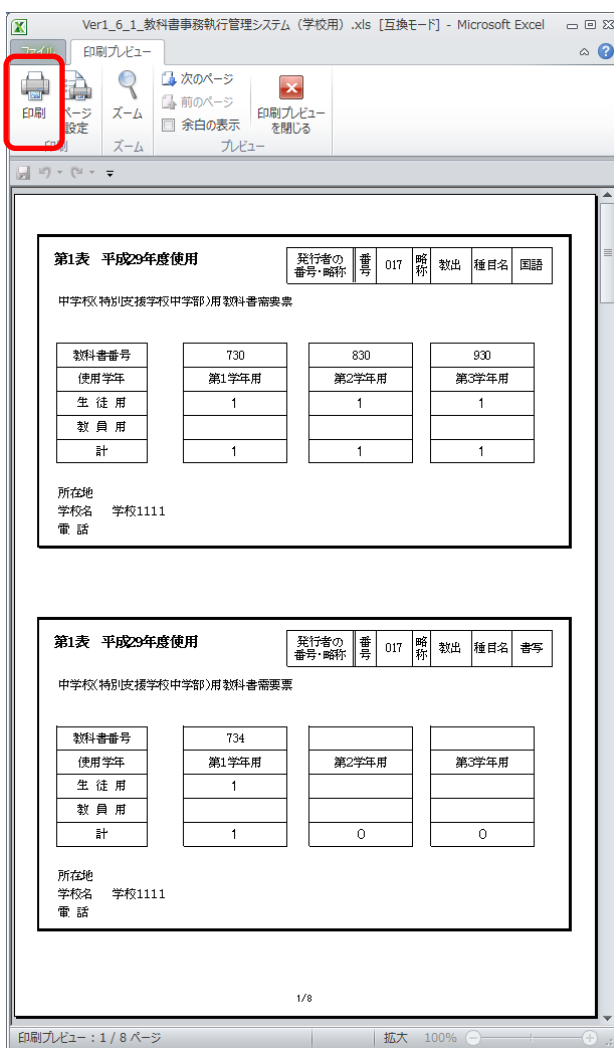 Ver1_6_1_教科書事務執行管理システム（学校用）.xls [互換モード] - Microsoft Excel
ファイル 印刷プレビュー
印刷
ページ設定
ズーム
次のページ
前のページ
余白の表示
印刷プレビューを閉じる
印刷 ズーム プレビュー
第1表 平成29年度使用 発行者の番号・略称 番号 017 略称 教出 種目名 国語
中学校(特別支援学校中学部)用教科書需要票
教科書番号 730 830 930
使用学年 第1学年用 第2学年用 第3学年用
生徒用 1 1 1
教員用
計 1 1 1
所在地
学校名 学校1111
電話
第1表 平成29年度使用 発行者の番号・略称 番号 017 略称 教出 種目名 書写
中学校(特別支援学校中学部)用教科書需要票
教科書番号 734
使用学年 第1学年用 第2学年用 第3学年用
生徒用 1
教員用
計 1 0 0
所在地
学校名 学校1111
電話
1/8
印刷プレビュー：1 / 8 ページ 拡大 100%